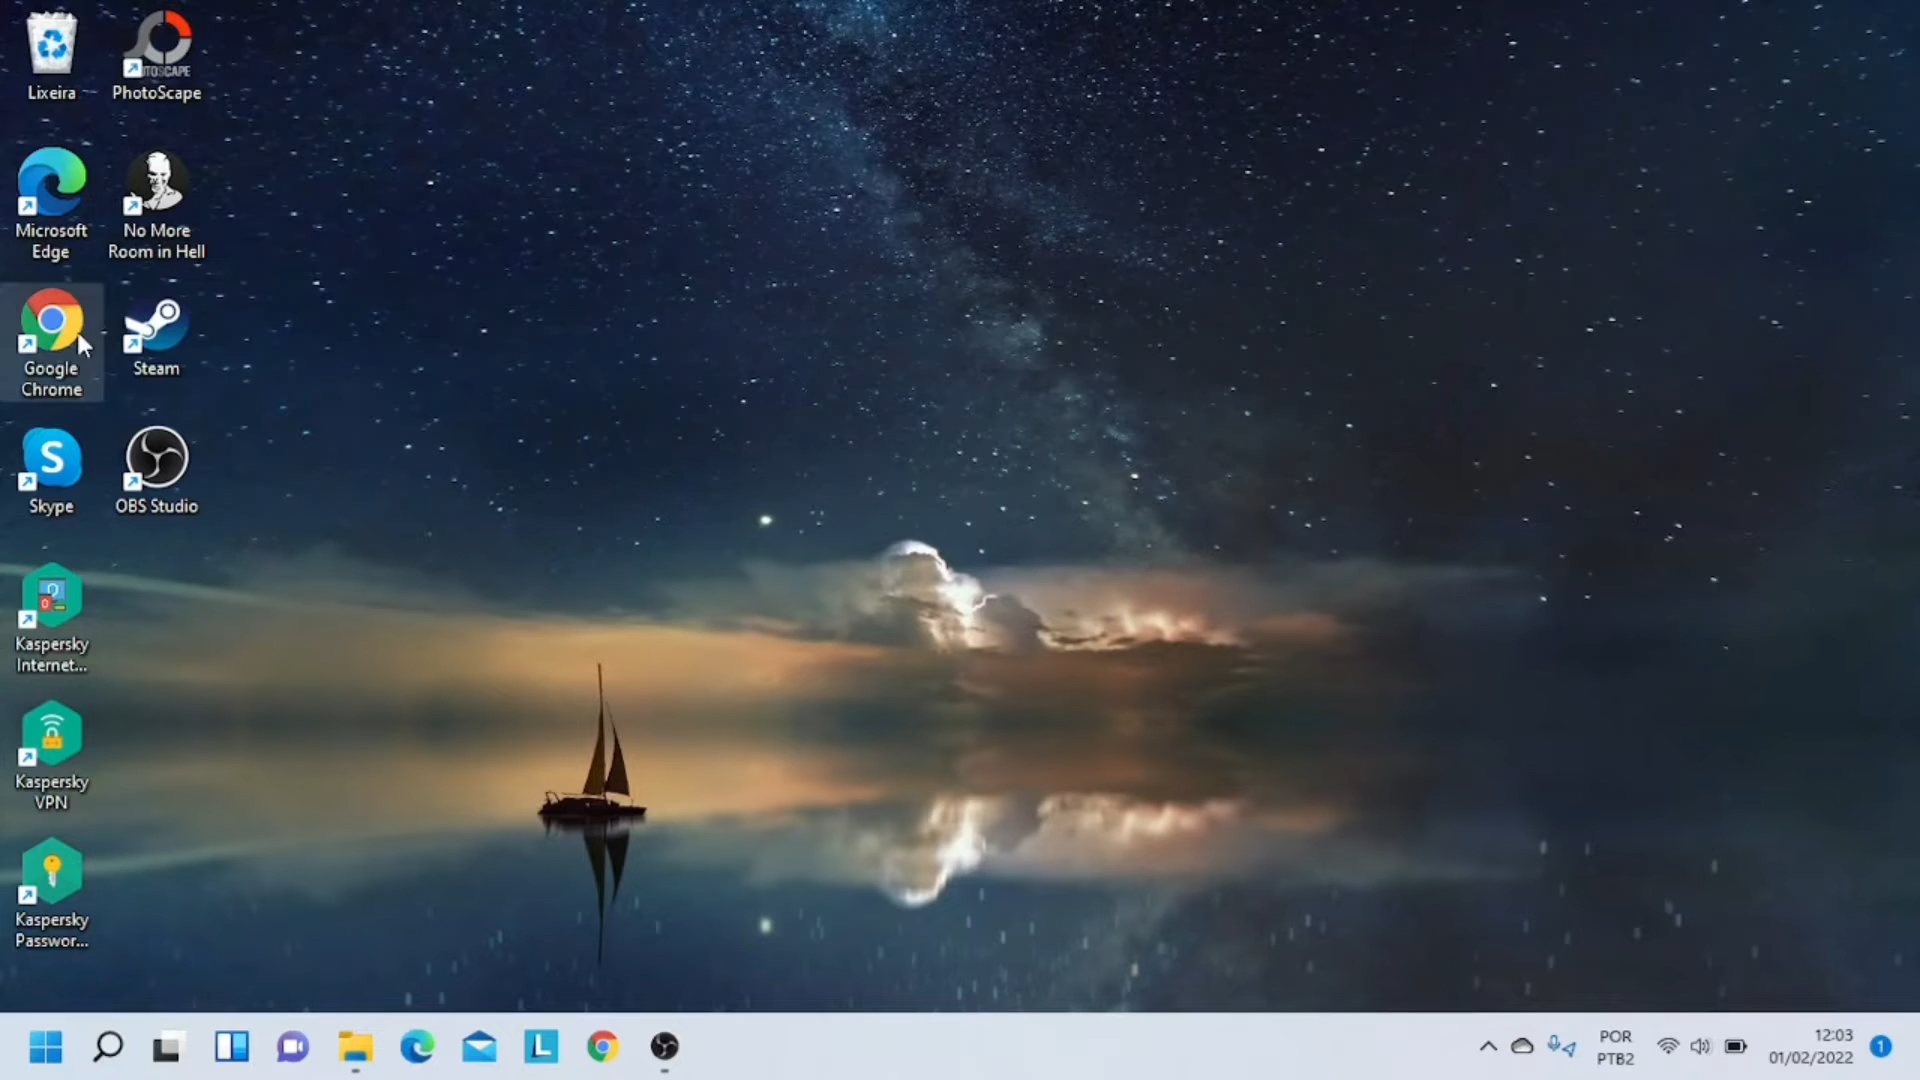 Lixeira
PhotoScape
Microsoft
Edge
No More
Room in Hell
Google
Chrome
Steam
Skype
OBS Studio
Kaspersky
Internet...
Kaspersky
VPN
Kaspersky
Passwor...
POR
PTB2
12:03
01/02/2022
1